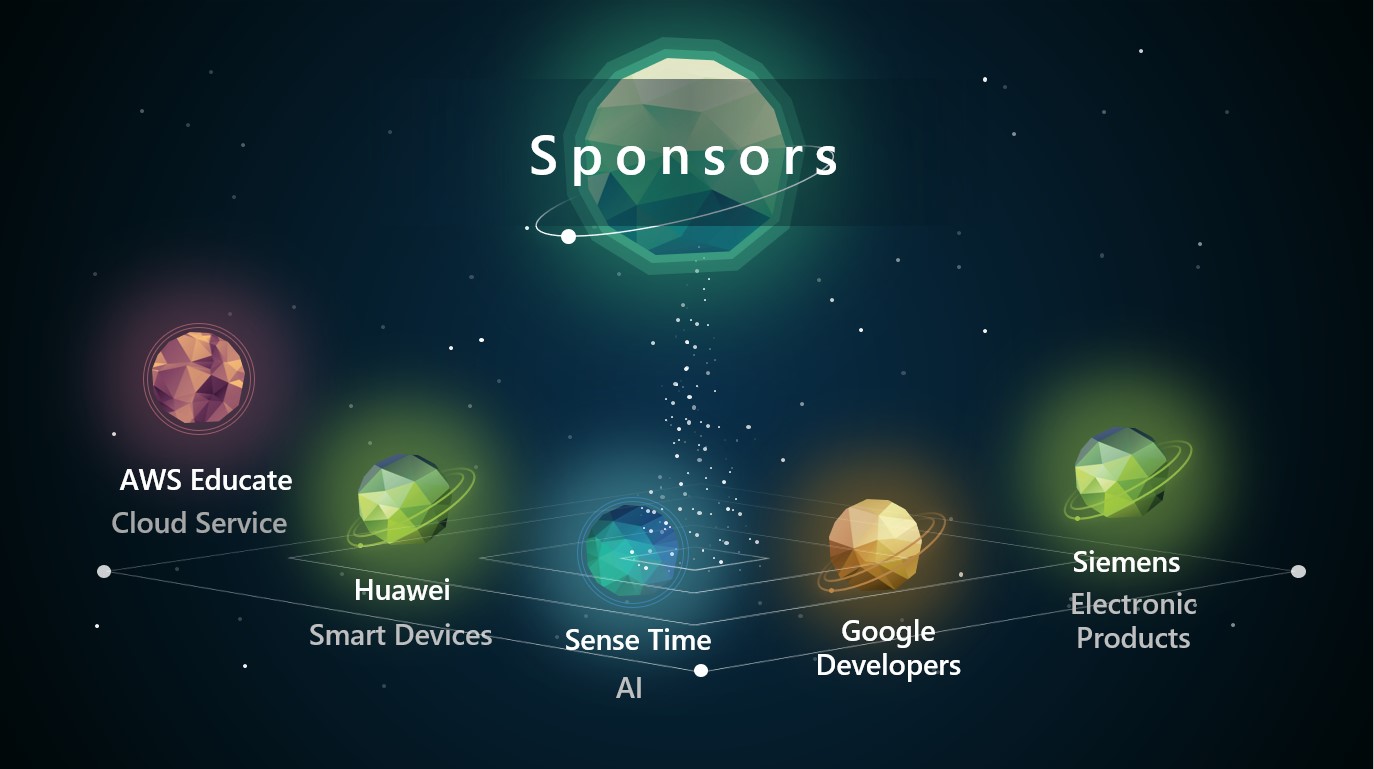 Sponsors
AWS Educate
Cloud Service
Huawei
Smart Devices
Sense Time
AI
Google
Developers
Siemens
Electronic
Products